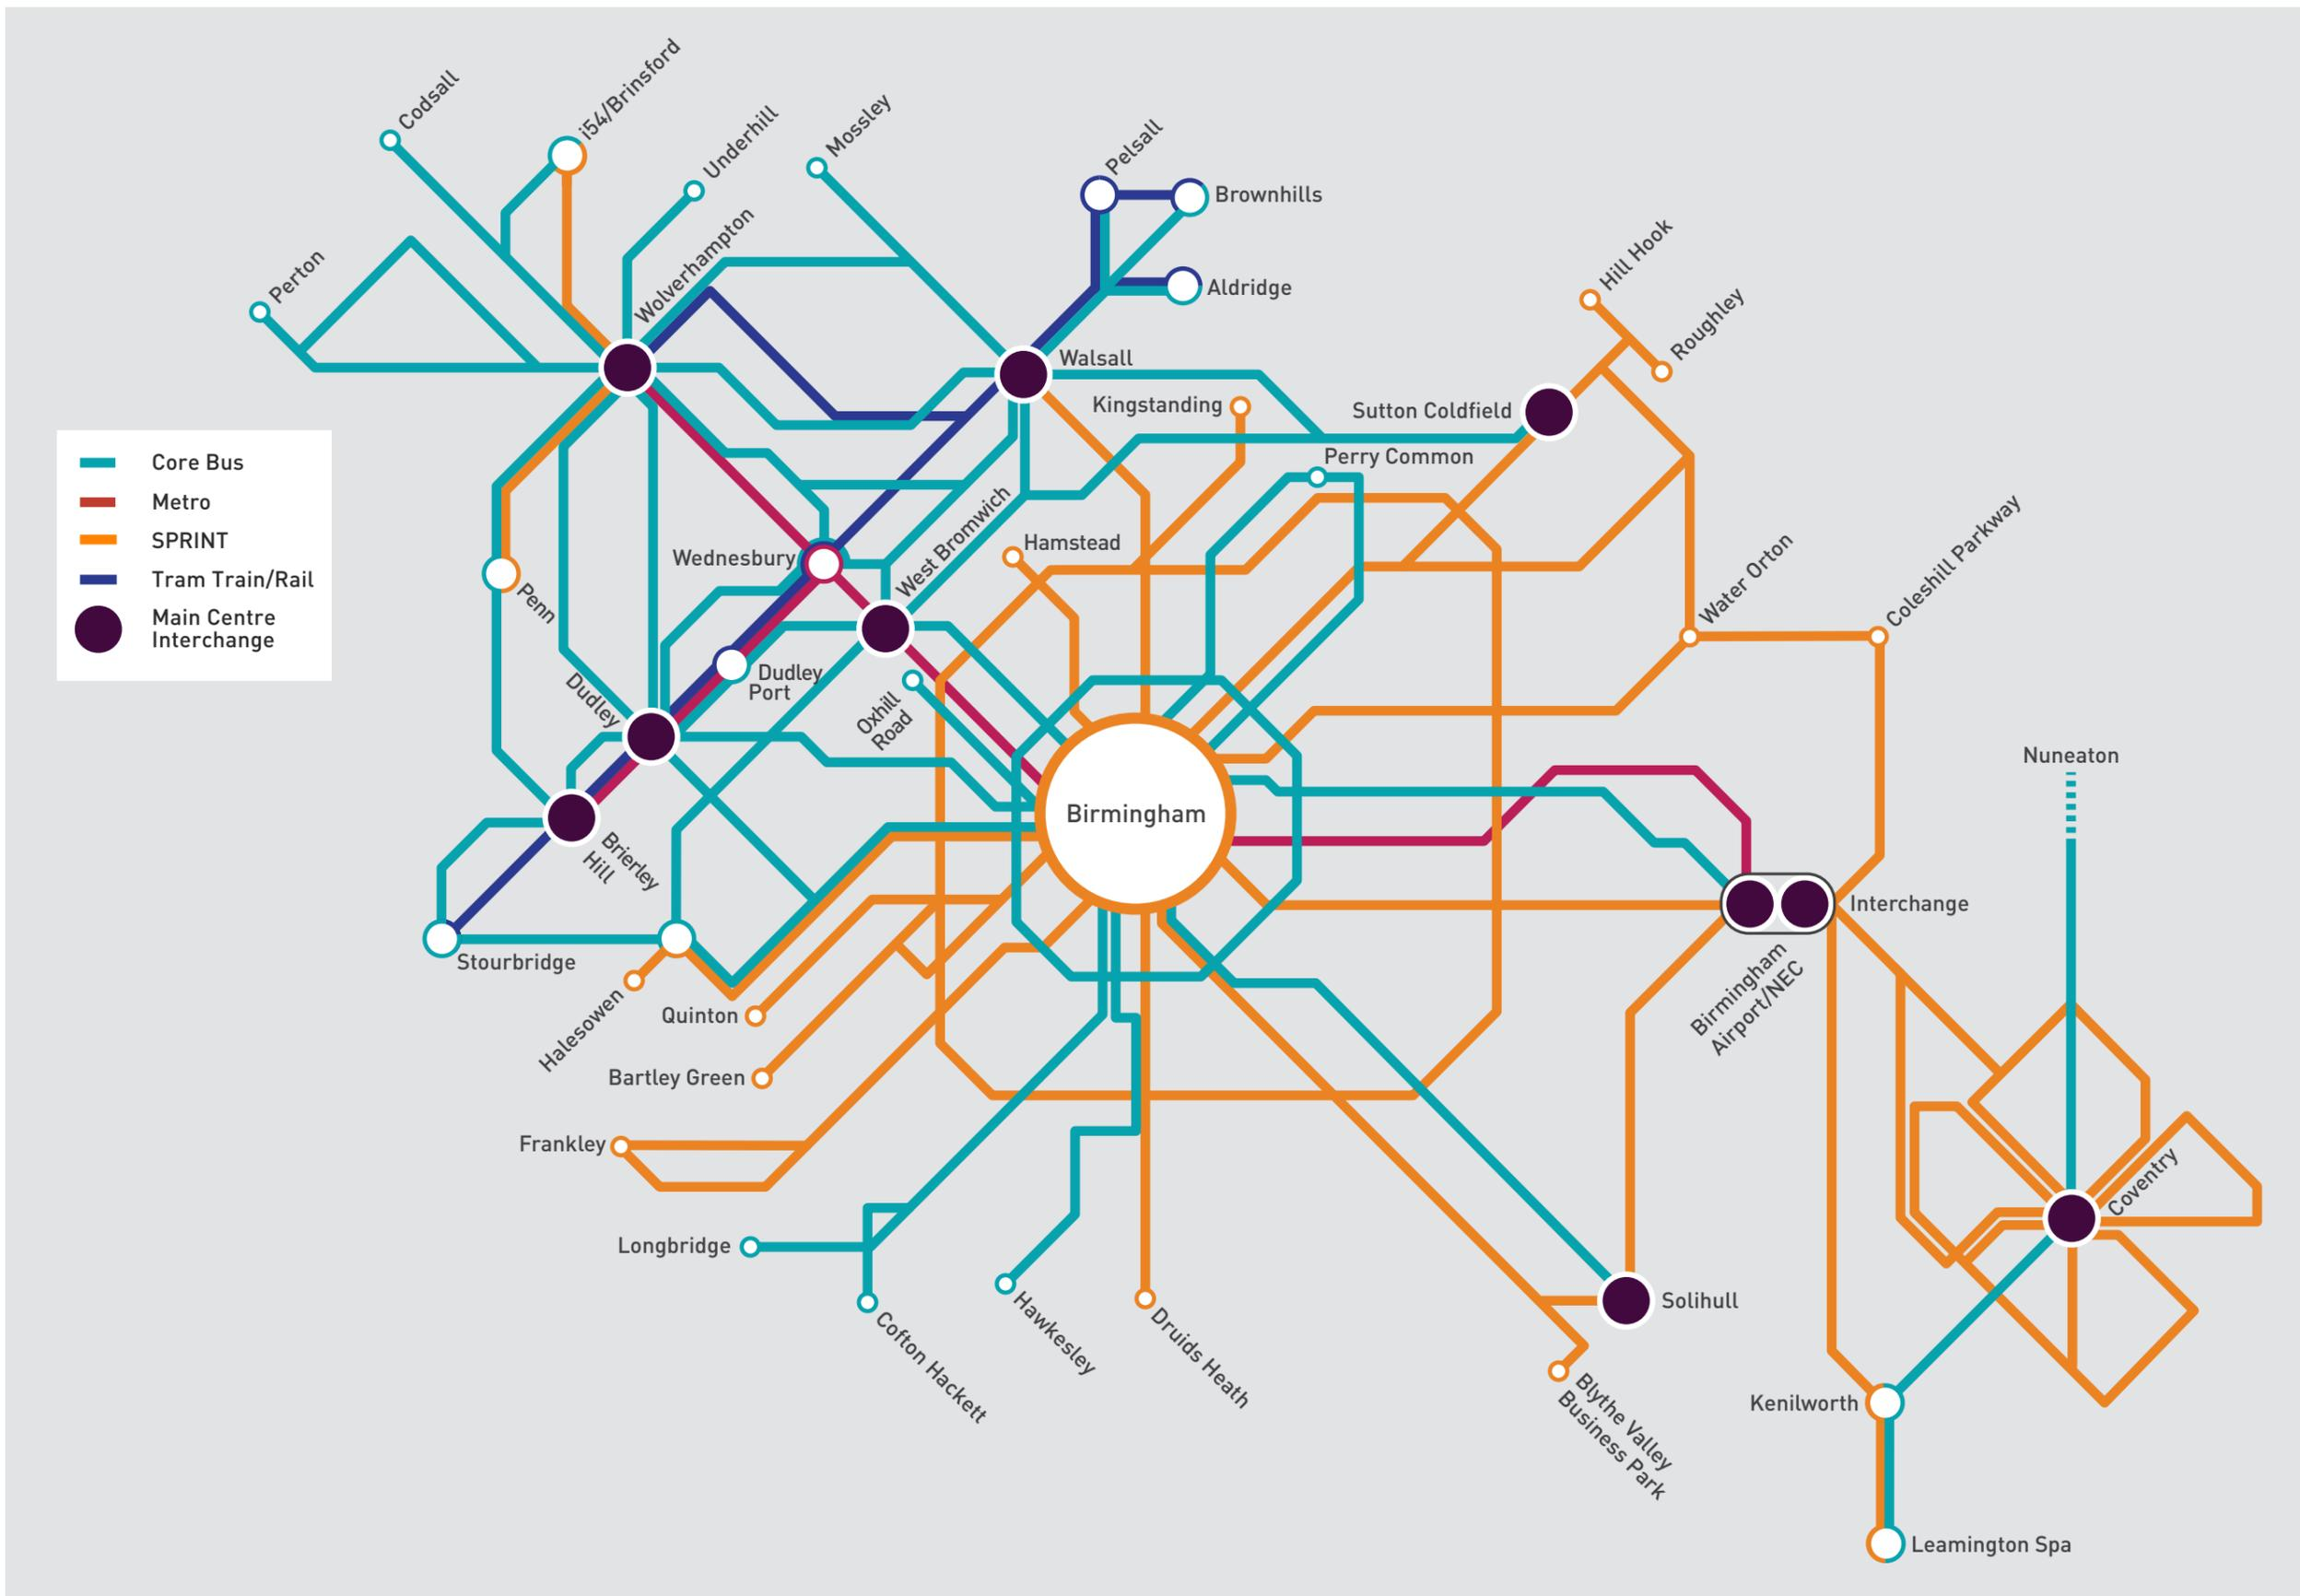 Codsall
i54/Brinsford
Underhill
Mossley
Pelsall
Brownhills
Aldridge
Perton
Wolverhampton
Hill Hook
Roughley
Walsall
Kingstanding
Sutton Coldfield
Perry Common
Core Bus
Metro
SPRINT
Tram Train/Rail
Main Centre
Interchange
Wednesbury
West Bromwich
Hamstead
Penn
Water Orton
Coleshill Parkway
Dudley
Port
Dudley
Oxhill
Road
Nuneaton
Birmingham
Brierley
Hill
Interchange
Birmingham
Airport/NEC
Stourbridge
Halesowen
Quinton
Bartley Green
Frankley
Coventry
Longbridge
Cofton Hackett
Hawkesley
Druids Heath
Solihull
Blythe Valley
Business Park
Kenilworth
Leamington Spa